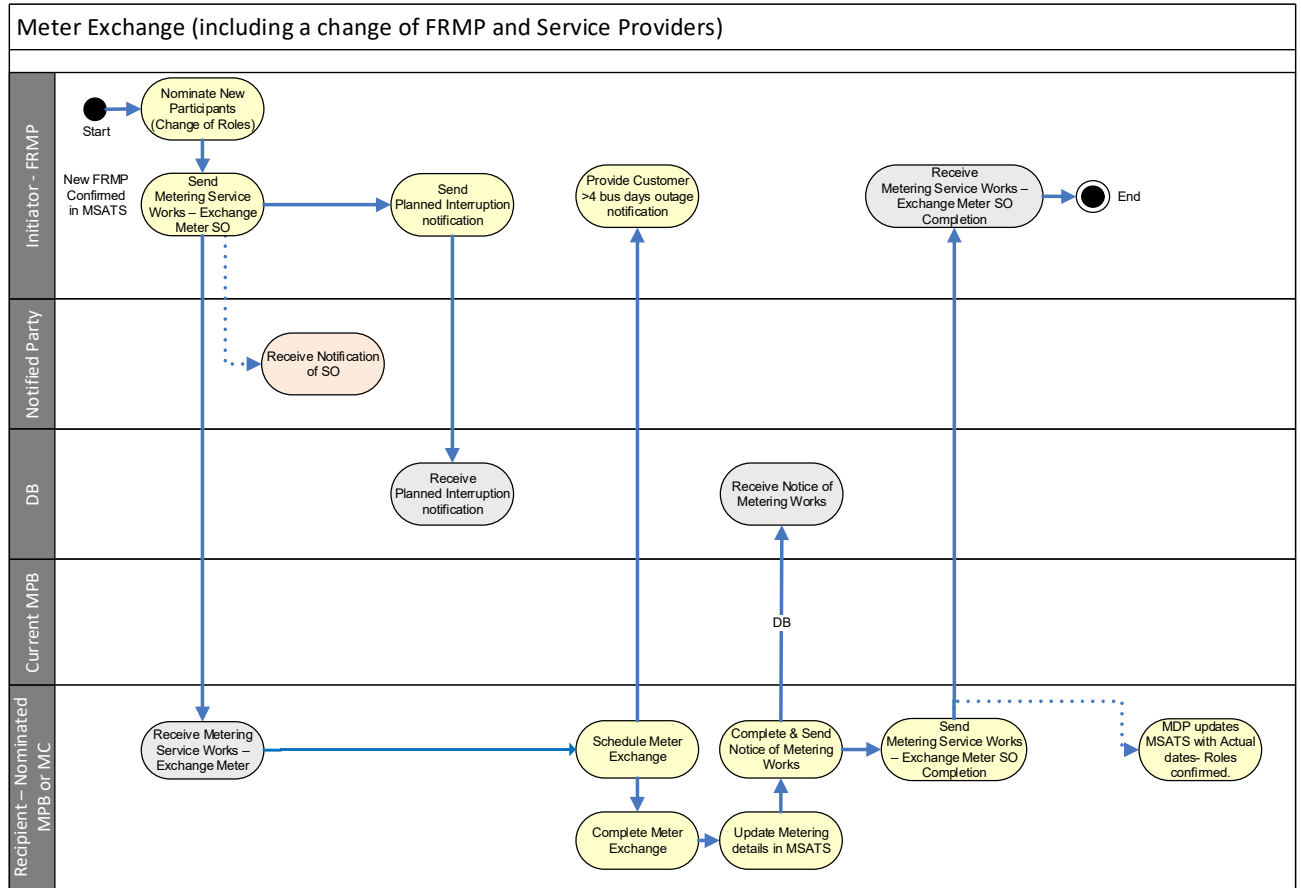 Meter Exchange (including a change of FRMP and Service Providers)
Initiator - FRMP
Start
Nominate New
Participants
(Change of Roles)
New FRMP
Confirmed
in MSATS
Send
Metering Service
Works – Exchange
Meter SO
Send
Planned Interruption
notification
Provide Customer
>4 bus days outage
notification
Receive
Metering Service Works –
Exchange Meter SO
Completion
End
Notified Party
Receive Notification
of SO
DB
Receive
Planned Interruption
notification
Receive Notice of
Metering Works
Current MPB
DB
Recipient – Nominated
MPB or MC
Receive Metering
Service Works –
Exchange Meter
Schedule Meter
Exchange
Complete & Send
Notice of Metering
Works
Send
Metering Service Works
– Exchange Meter SO
Completion
MDP updates
MSATS with Actual
dates- Roles
confirmed.
Complete Meter
Exchange
Update Metering
details in MSATS